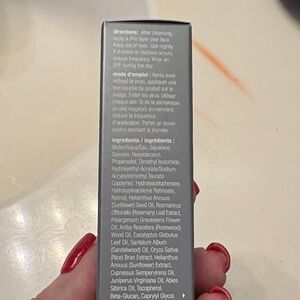 directions: After cleansing,
apply a thin layer over face.
Keep out of eyes. Use nightly.
If dryness or redness occurs,
reduce frequency. Wear an
SPF during the day.
mode d'emploi : Après avoir
nettoyé la peau, appliquer une
fine couche du produit sur le
visage. Éviter les yeux. Utiliser
chaque soir. Si de la sécheresse
ou des rougeurs apparaissent,
réduire la fréquence
d'application. Porter un écran
solaire pendant la journée.
ingredients / ingrédients :
Water/Aqua/Eau, Squalane,
Glycerin, Hexyldecanol,
Propanediol, Dimethyl Isosorbide,
Hydroxyethyl Acrylate/Sodium
Acryloyldimethyl Taurate
Copolymer, Hydroxyacetophenone,
Hydroxypinacolone Retinoate,
Retinol, Helianthus Annuus
(Sunflower) Seed Oil, Rosmarinus
Officinalis (Rosemary) Leaf Extract,
Pelargonium Graveolens Flower
Oil, Aniba Rosodora (Rosewood)
Wood Oil, Eucalyptus Globulus
Leaf Oil, Santalum Album
(Sandalwood) Oil, Oryza Sativa
(Rice) Bran Extract, Helianthus
Annuus (Sunflower) Extract,
Cupressus Sempervirens Oil,
Juniperus Virginiana Oil, Abies
Sibirica Oil, Tocopherol,
Beta-Glucan, Caprylyl Glycol,